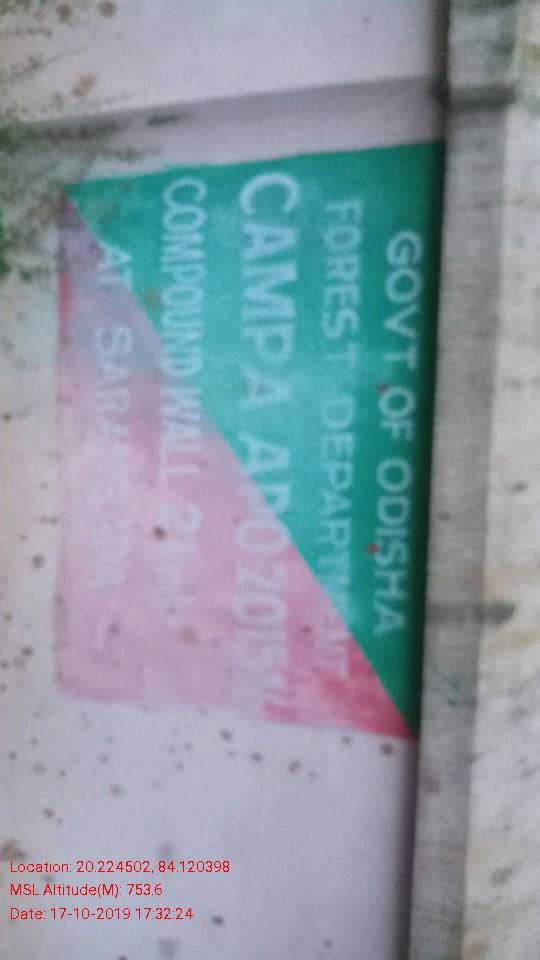 GOVT OF ODISHA
FOREST DEPARTMENT
CAMPA APO 2015
COMPOUND WALL
AT
Location: 20.224502, 84.120398
MSL Altitude(M): 753.6
Date: 17-10-2019 17:32:24